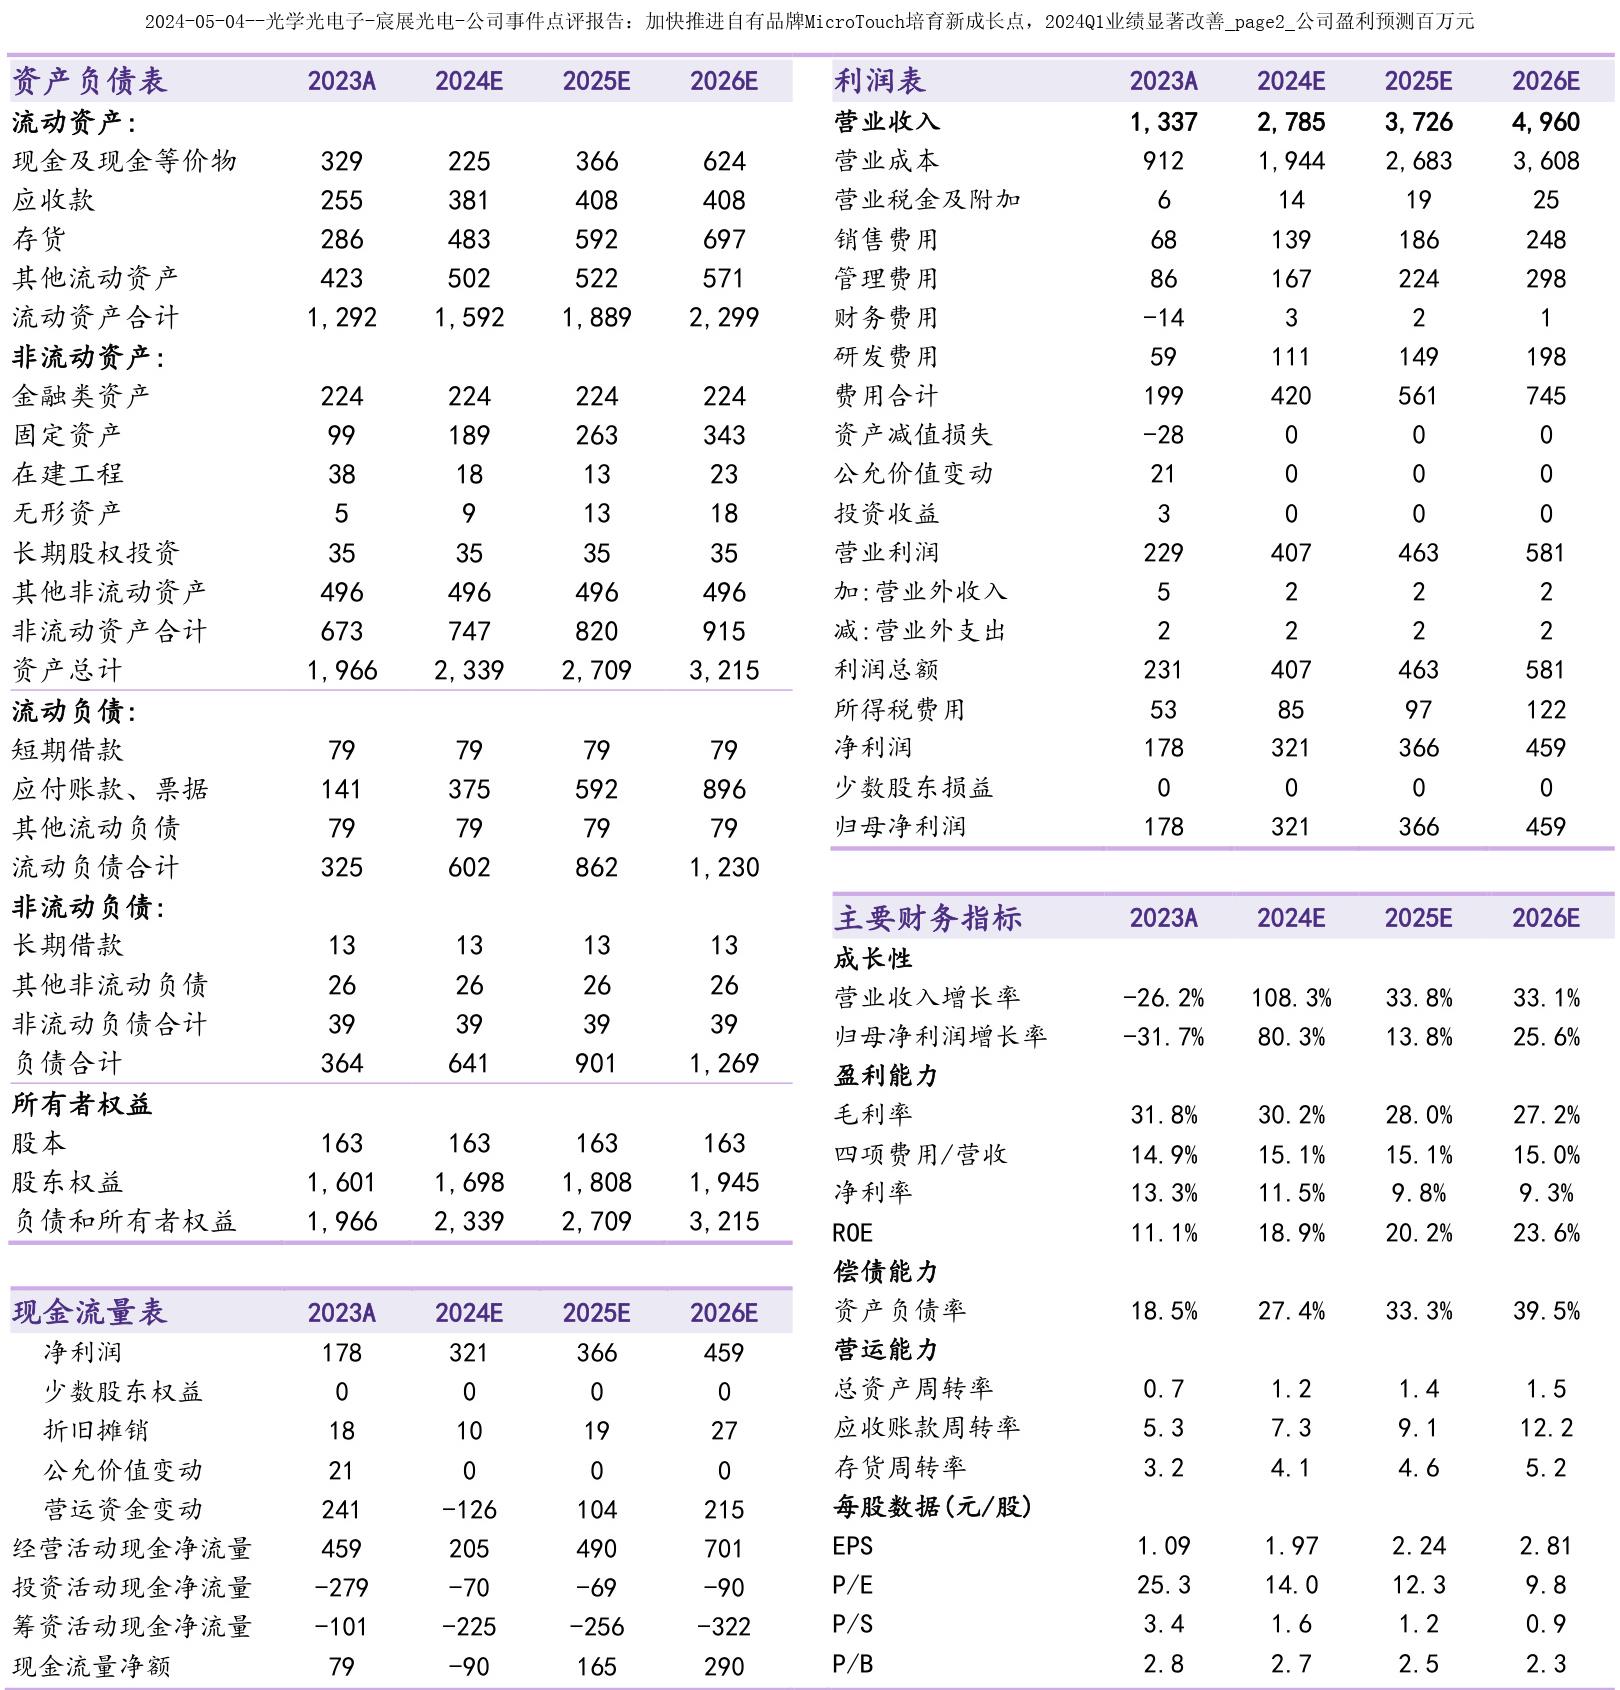 2024-05-04--光学光电子-宸展光电-公司事件点评报告：加快推进自有品牌MicroTouch培育新成长点，2024Q1业绩显著改善_page2_公司盈利预测百万元
资产负债表 2023A 2024E 2025E 2026E
流动资产:
现金及现金等价物 329 225 366 624
应收款 255 381 408 408
存货 286 483 592 697
其他流动资产 423 502 522 571
流动资产合计 1,292 1,592 1,889 2,299
非流动资产:
金融类资产 224 224 224 224
固定资产 99 189 263 343
在建工程 38 18 13 23
无形资产 5 9 13 18
长期股权投资 35 35 35 35
其他非流动资产 496 496 496 496
非流动资产合计 673 747 820 915
资产总计 1,966 2,339 2,709 3,215
流动负债:
短期借款 79 79 79 79
应付账款、票据 141 375 592 896
其他流动负债 79 79 79 79
流动负债合计 325 602 862 1,230
非流动负债:
长期借款 13 13 13 13
其他非流动负债 26 26 26 26
非流动负债合计 39 39 39 39
负债合计 364 641 901 1,269
所有者权益
股本 163 163 163 163
股东权益 1,601 1,698 1,808 1,945
负债和所有者权益 1,966 2,339 2,709 3,215
现金流量表 2023A 2024E 2025E 2026E
净利润 178 321 366 459
少数股东权益 0 0 0 0
折旧摊销 18 10 19 27
公允价值变动 21 0 0 0
营运资金变动 241 -126 104 215
经营活动现金净流量 459 205 490 701
投资活动现金净流量 -279 -70 -69 -90
筹资活动现金净流量 -101 -225 -256 -322
现金流量净额 79 -90 165 290
利润表 2023A 2024E 2025E 2026E
营业收入 1,337 2,785 3,726 4,960
营业成本 912 1,944 2,683 3,608
营业税金及附加 6 14 19 25
销售费用 68 139 186 248
管理费用 86 167 224 298
财务费用 -14 3 2 1
研发费用 59 111 149 198
费用合计 199 420 561 745
资产减值损失 -28 0 0 0
公允价值变动 21 0 0 0
投资收益 3 0 0 0
营业利润 229 407 463 581
加:营业外收入 5 2 2 2
减:营业外支出 2 2 2 2
利润总额 231 407 463 581
所得税费用 53 85 97 122
净利润 178 321 366 459
少数股东损益 0 0 0 0
归母净利润 178 321 366 459
主要财务指标 2023A 2024E 2025E 2026E
成长性
营业收入增长率 -26.2% 108.3% 33.8% 33.1%
归母净利润增长率 -31.7% 80.3% 13.8% 25.6%
盈利能力
毛利率 31.8% 30.2% 28.0% 27.2%
四项费用/营收 14.9% 15.1% 15.1% 15.0%
净利率 13.3% 11.5% 9.8% 9.3%
ROE 11.1% 18.9% 20.2% 23.6%
偿债能力
资产负债率 18.5% 27.4% 33.3% 39.5%
营运能力
总资产周转率 0.7 1.2 1.4 1.5
应收账款周转率 5.3 7.3 9.1 12.2
存货周转率 3.2 4.1 4.6 5.2
每股数据(元/股)
EPS 1.09 1.97 2.24 2.81
P/E 25.3 14.0 12.3 9.8
P/S 3.4 1.6 1.2 0.9
P/B 2.8 2.7 2.5 2.3